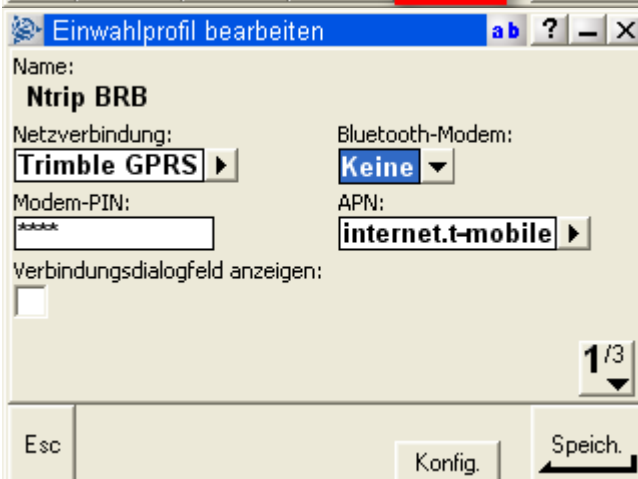 Einwahlprofil bearbeiten ab ?
Name:
Ntrip BRB
Netzverbindung: Bluetooth-Modem:
Trimble GPRS Keine
Modem-PIN: APN:
**** internet.t-mobile
Verbindungsdialogfeld anzeigen:
1/3
Esc Konfig. Speich.